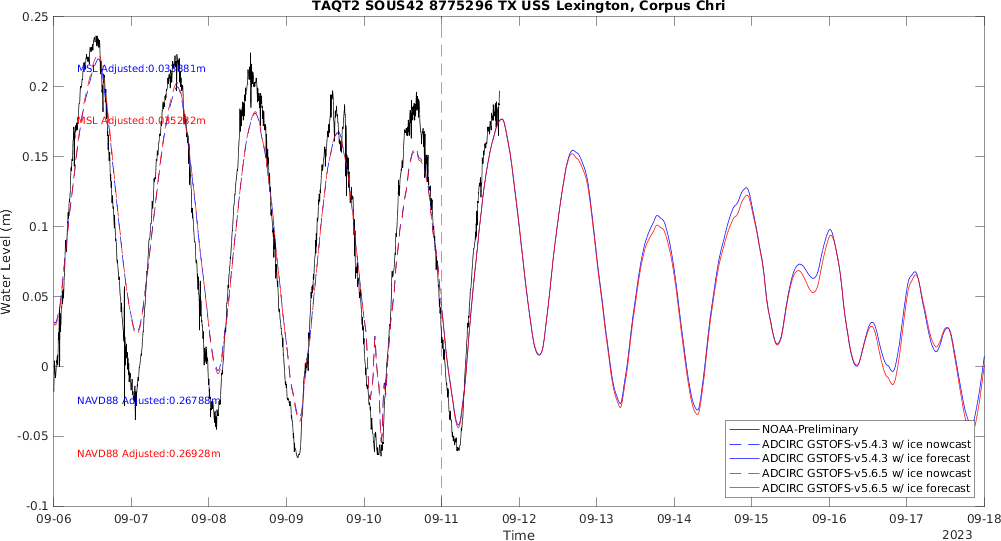 TAQT2 SOUS42 8775296 TX USS Lexington, Corpus Chri
0.25
0.2
0.15
0.1
0.05
0
-0.05
-0.1
Water Level (m)
MSL Adjusted:0.033881m
MSL Adjusted:0.035232m
NAVD88 Adjusted:0.26788m
NAVD88 Adjusted:0.26928m
NOAA-Preliminary
ADCIRC GSTOFS-v5.4.3 w/ ice nowcast
ADCIRC GSTOFS-v5.4.3 w/ ice forecast
ADCIRC GSTOFS-v5.6.5 w/ ice nowcast
ADCIRC GSTOFS-v5.6.5 w/ ice forecast
09-06 09-07 09-08 09-09 09-10 09-11 09-12 09-13 09-14 09-15 09-16 09-17 09-18
Time
2023